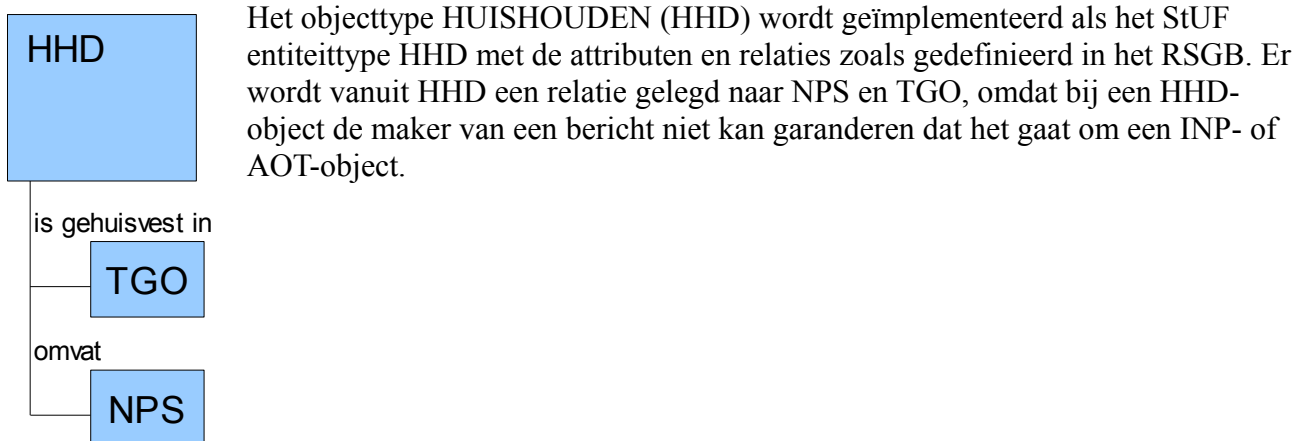 HHD
is gehuisvest in
TGO
omvat
NPS
Het objecttype HUISHOUDEN (HHD) wordt geïmplementeerd als het StUF
entiteittype HHD met de attributen en relaties zoals gedefinieerd in het RSGB. Er
wordt vanuit HHD een relatie gelegd naar NPS en TGO, omdat bij een HHD-
object de maker van een bericht niet kan garanderen dat het gaat om een INP- of
AOT-object.